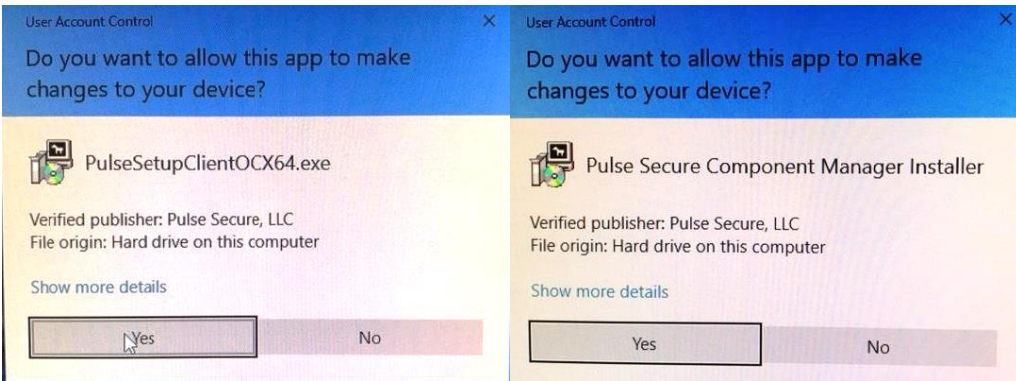 User Account Control
Do you want to allow this app to make
changes to your device?
PulseSetupClientOCX64.exe
Verified publisher: Pulse Secure, LLC
File origin: Hard drive on this computer
Show more details
Yes
No
User Account Control
Do you want to allow this app to make
changes to your device?
Pulse Secure Component Manager Installer
Verified publisher: Pulse Secure, LLC
File origin: Hard drive on this computer
Show more details
Yes
No